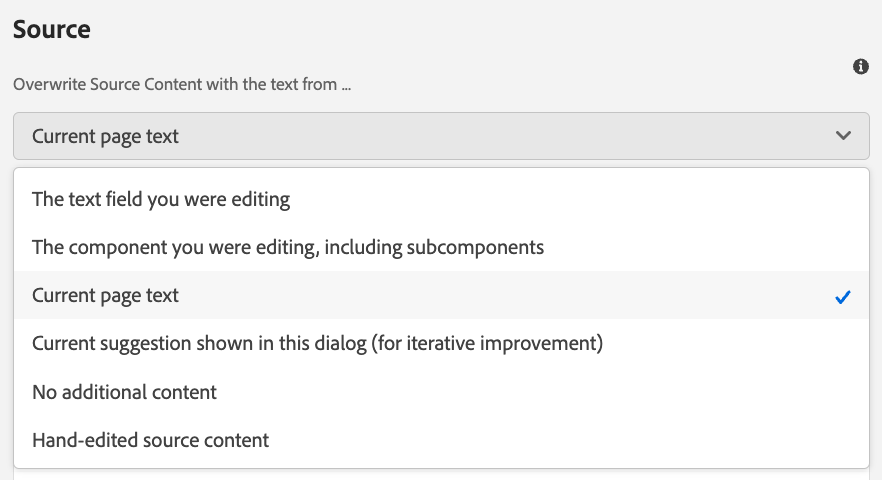 Source
Overwrite Source Content with the text from ...
Current page text
The text field you were editing
The component you were editing, including subcomponents
Current page text
Current suggestion shown in this dialog (for iterative improvement)
No additional content
Hand-edited source content